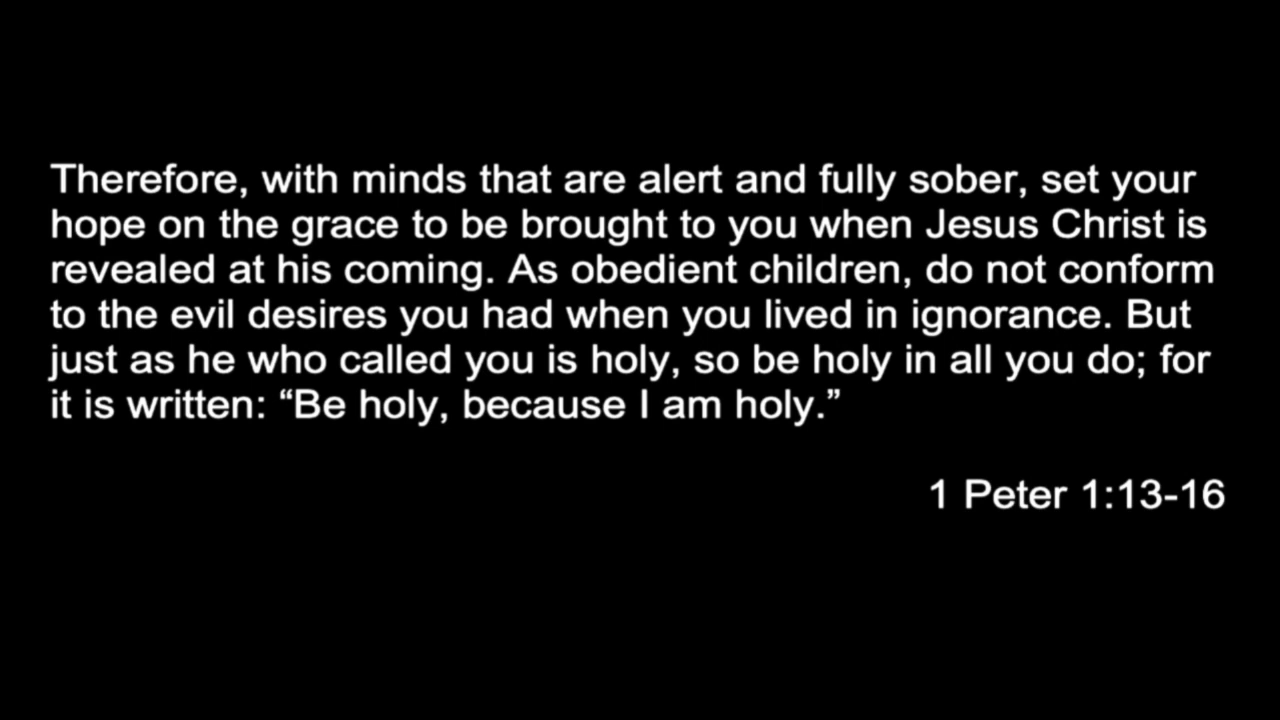 Therefore, with minds that are alert and fully sober, set your
hope on the grace to be brought to you when Jesus Christ is
revealed at his coming. As obedient children, do not conform
to the evil desires you had when you lived in ignorance. But
just as he who called you is holy, so be holy in all you do; for
it is written: “Be holy, because I am holy.”
1 Peter 1:13-16